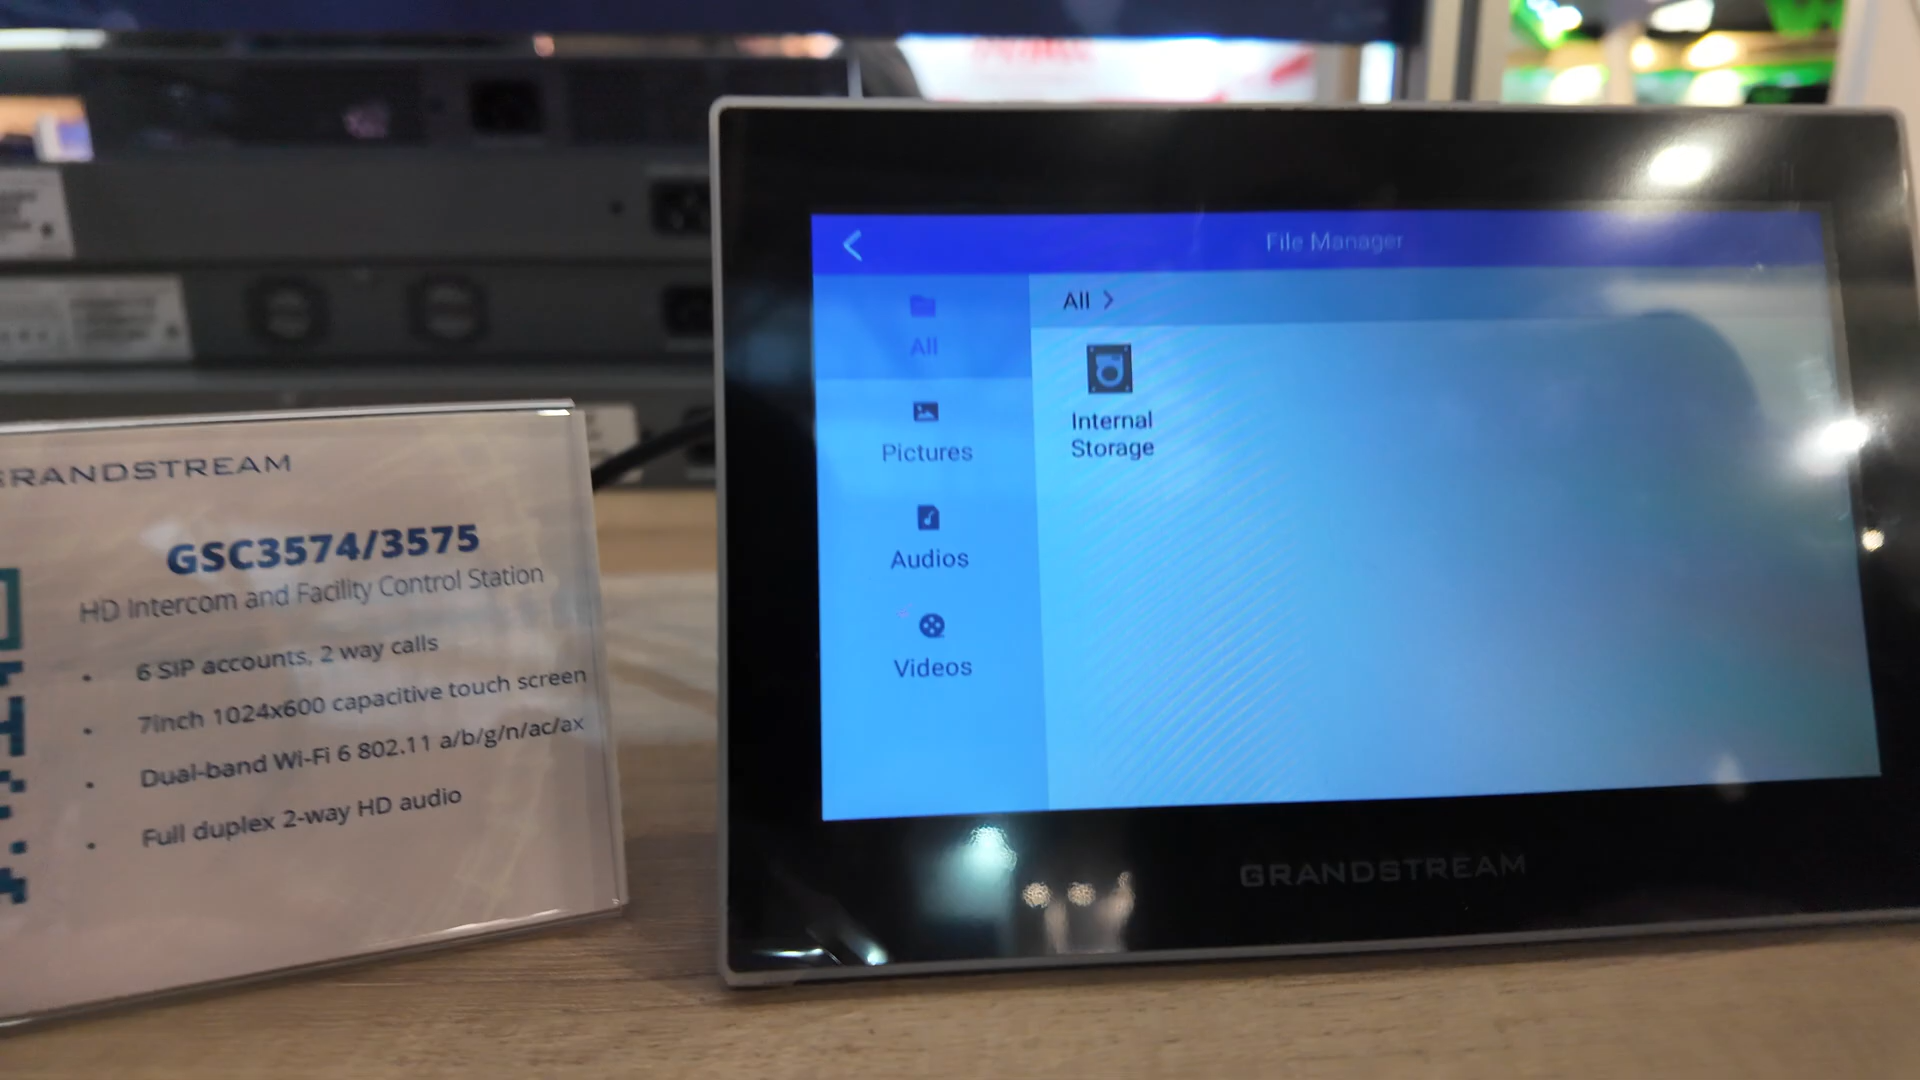 GRANDSTREAM
GSC3574/3575
HD Intercom and Facility Control Station
• 6 SIP accounts, 2 way calls
• 7inch 1024x600 capacitive touch screen
• Dual-band Wi-Fi 6 802.11 a/b/g/n/ac/ax
• Full duplex 2-way HD audio
File Manager
All
Pictures
Audios
Videos
All >
Internal
Storage
GRANDSTREAM